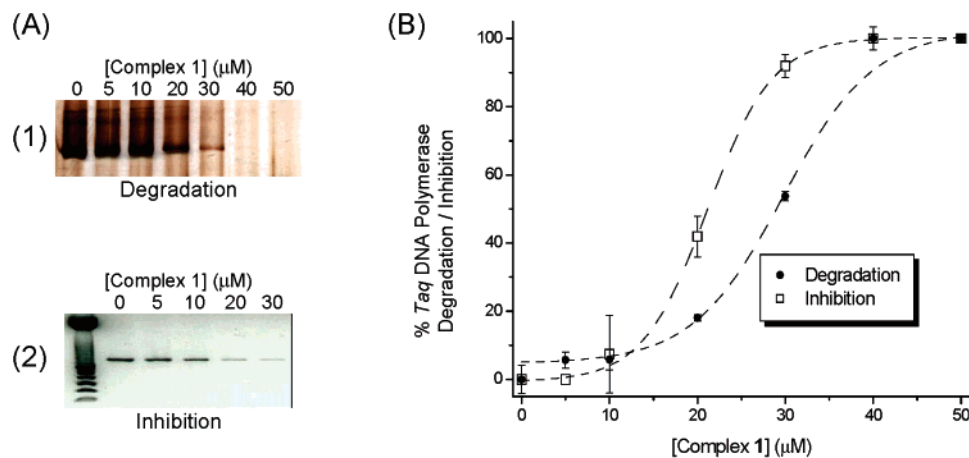 (A)
[Complex 1] (μM)
0 5 10 20 30 40 50
(1)
Degradation
[Complex 1] (μM)
0 5 10 20 30
(2)
Inhibition
(B)
% Taq DNA Polymerase
Degradation / Inhibition
100
80
60
40
20
0
Degradation
Inhibition
0 10 20 30 40 50
[Complex 1] (μM)